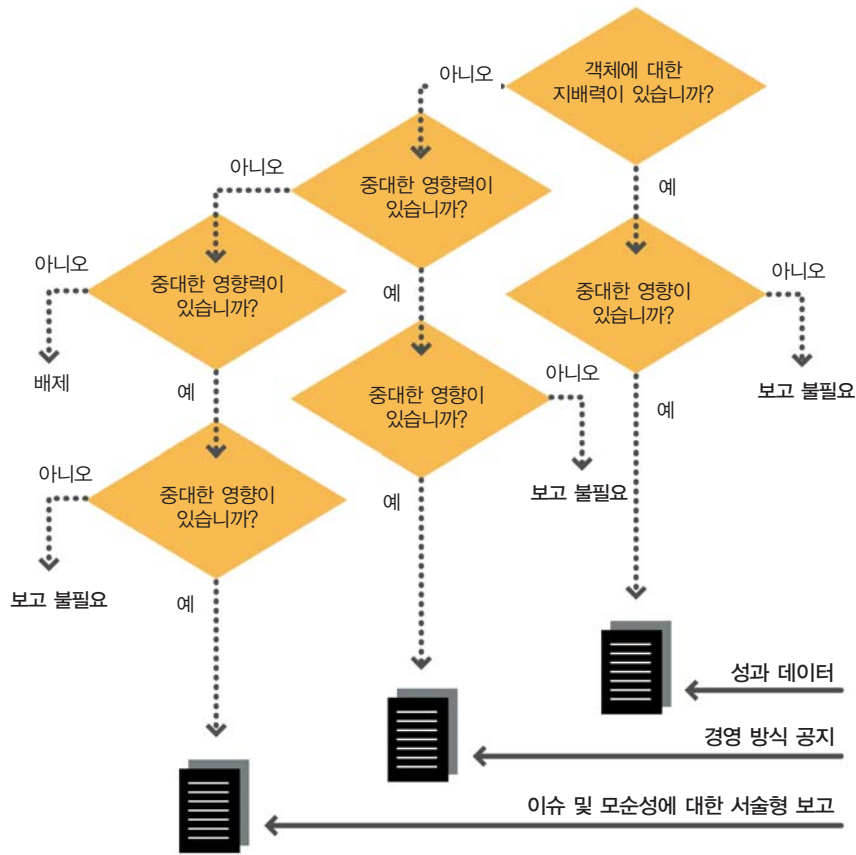 객체에 대한
지배력이 있습니까?
아니오
예
중대한 영향력이
있습니까?
아니오
예
중대한 영향이
있습니까?
아니오
보고 불필요
예
중대한 영향력이
있습니까?
아니오
배제
예
중대한 영향이
있습니까?
아니오
보고 불필요
예
중대한 영향이
있습니까?
아니오
보고 불필요
예
성과 데이터
경영 방식 공지
이슈 및 모순성에 대한 서술형 보고